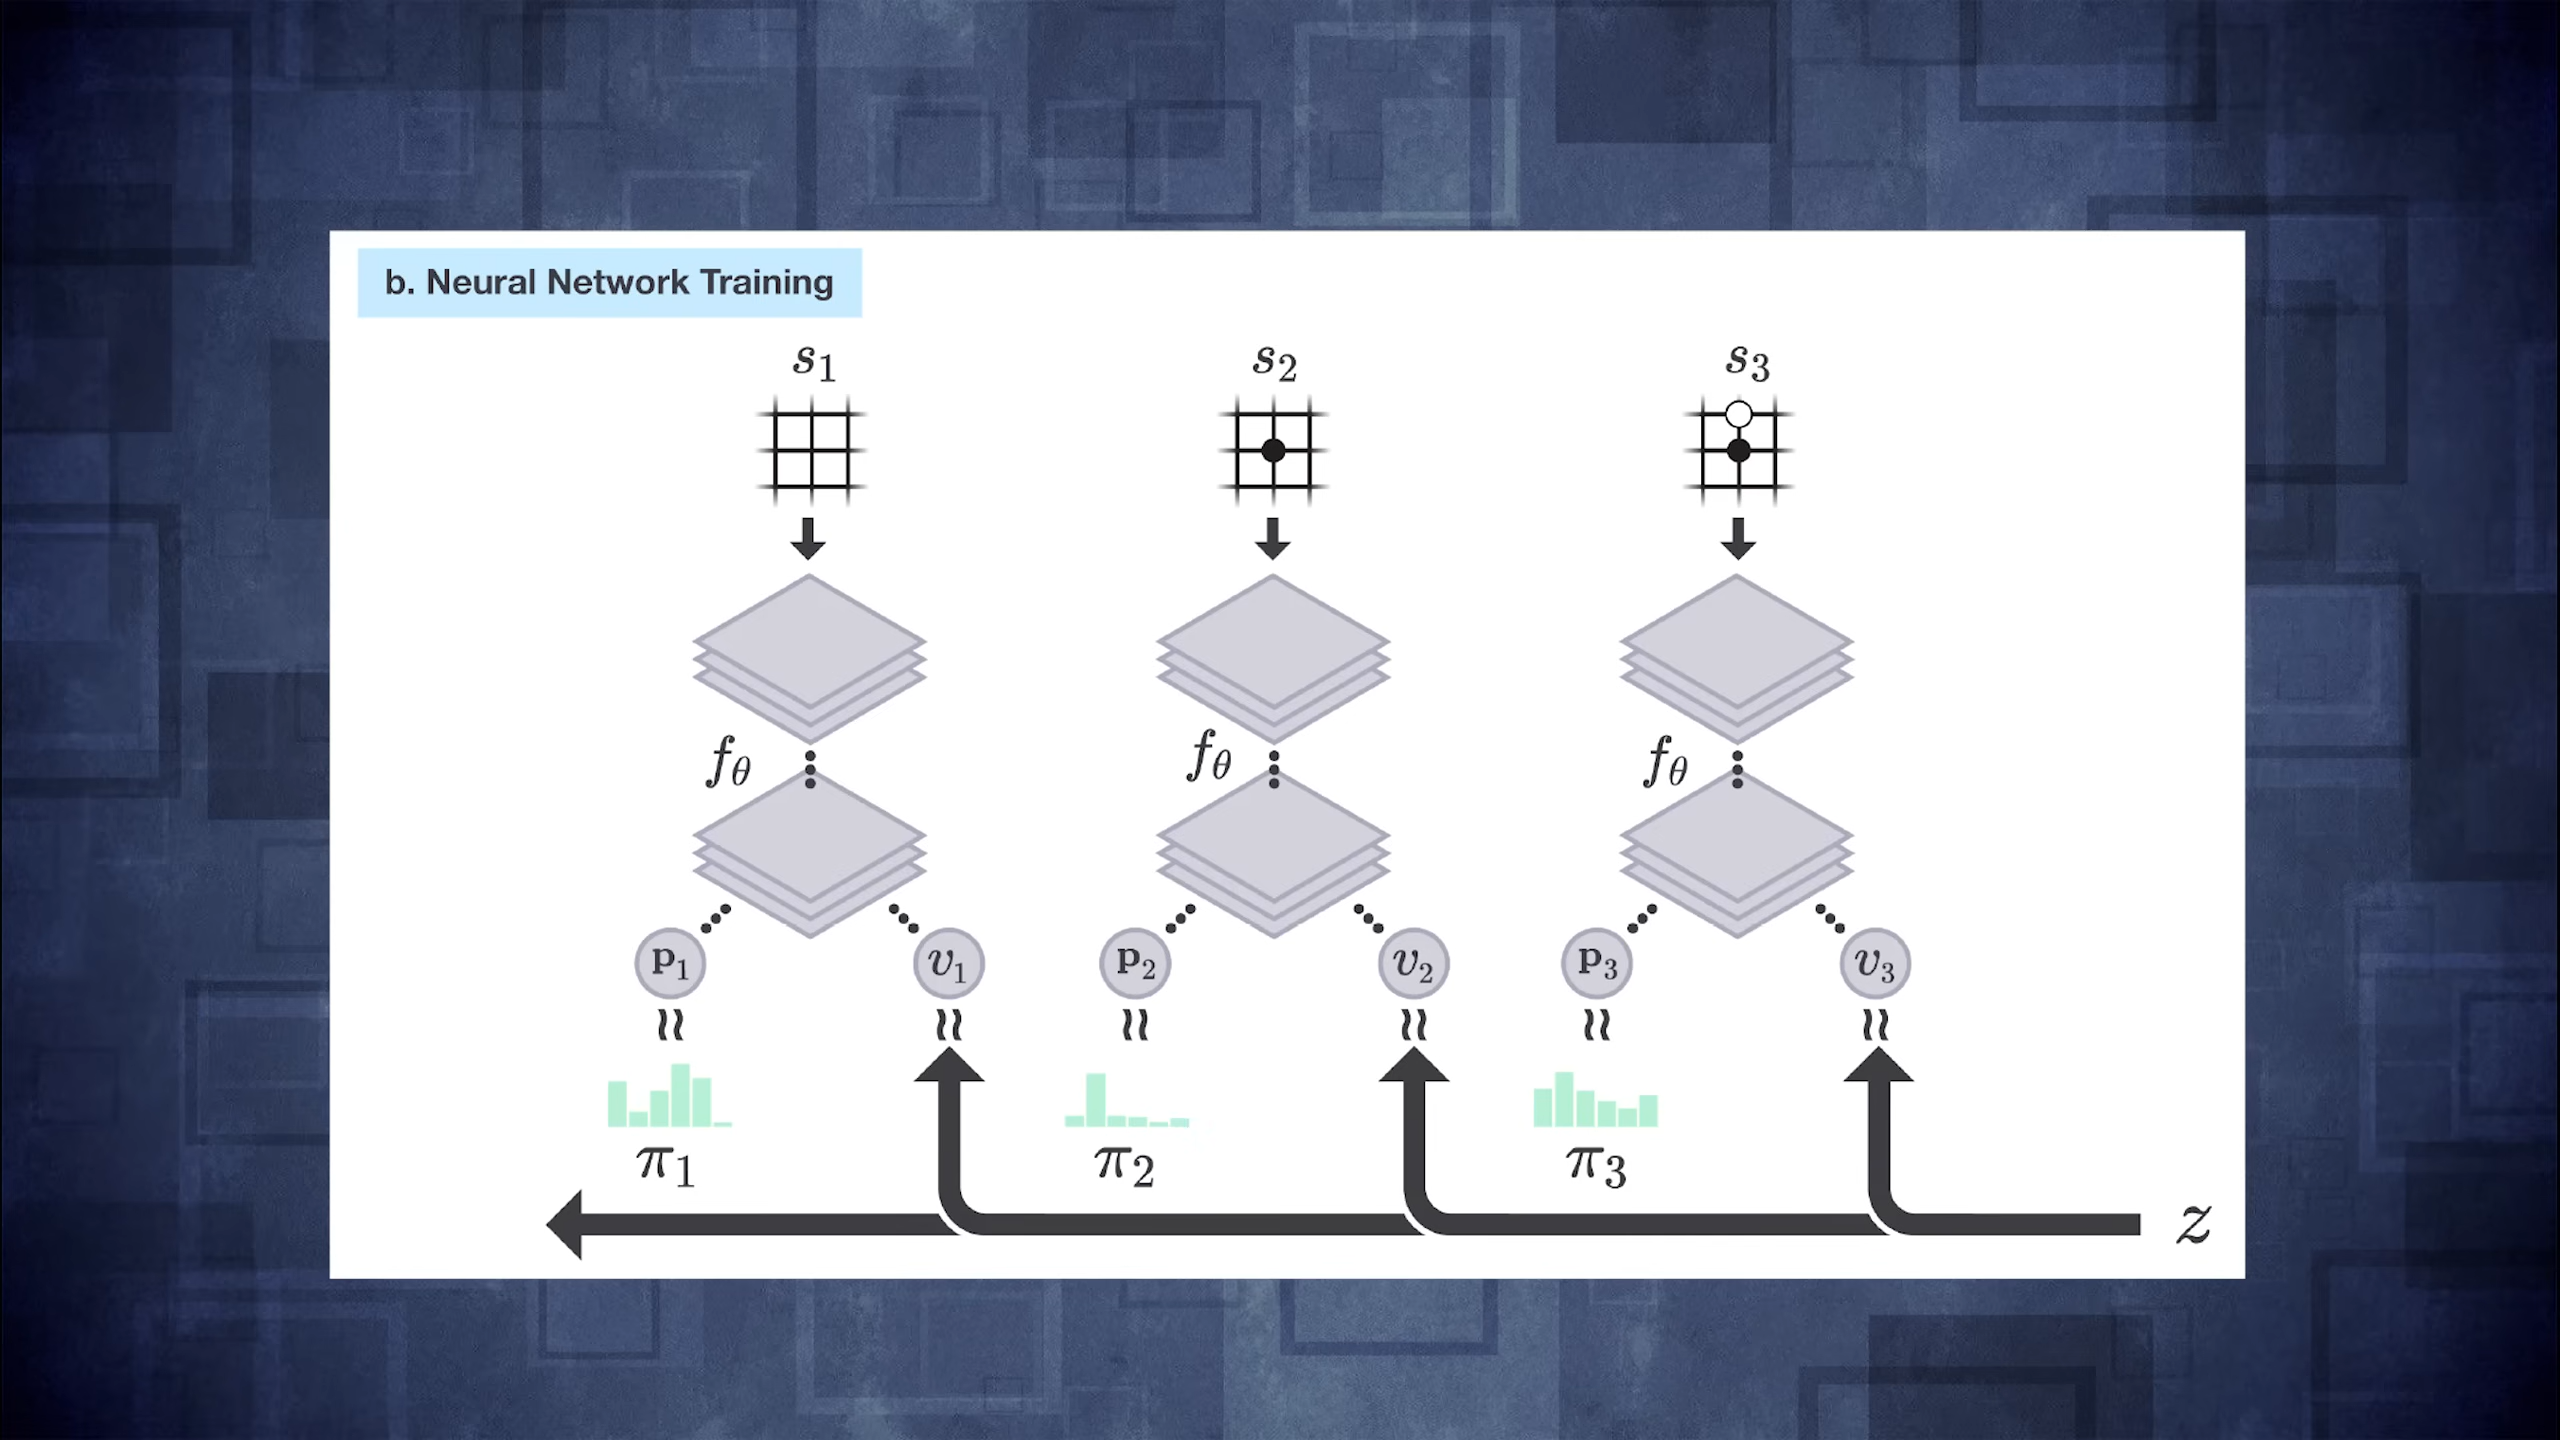 b. Neural Network Training
s1 s2 s3
fθ fθ fθ
p1 v1 p2 v2 p3 v3
≈ ≈ ≈ ≈ ≈ ≈
π1 π2 π3
z